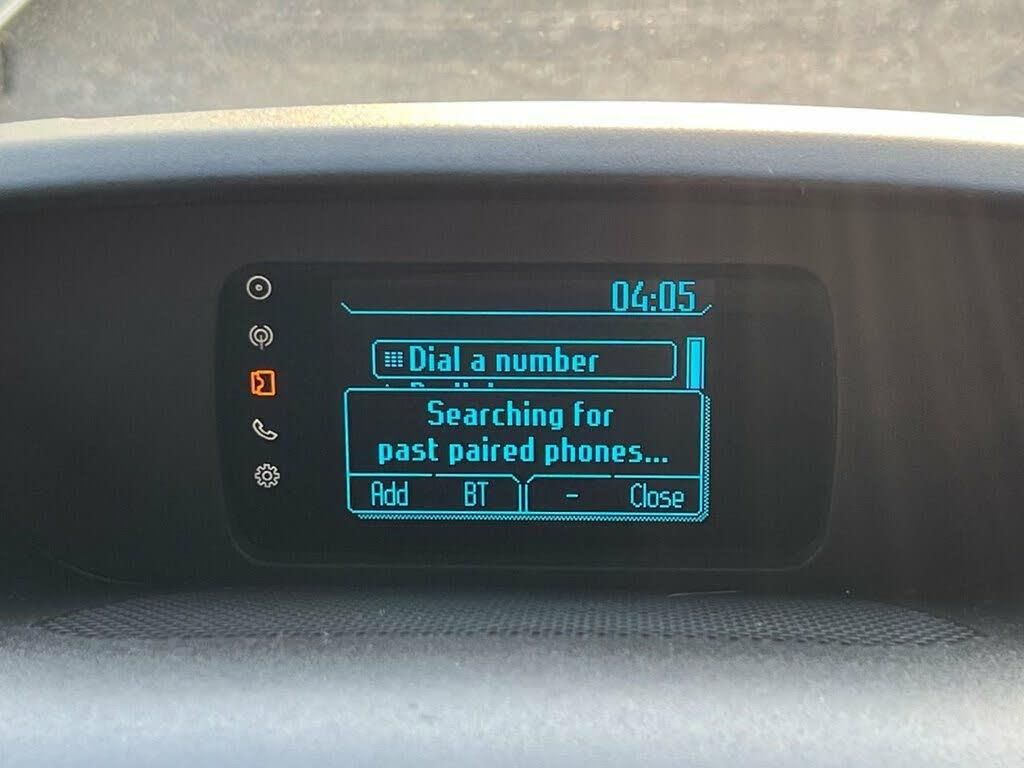 04:05
Dial a number
Searching for
past paired phones...
Add BT - Close